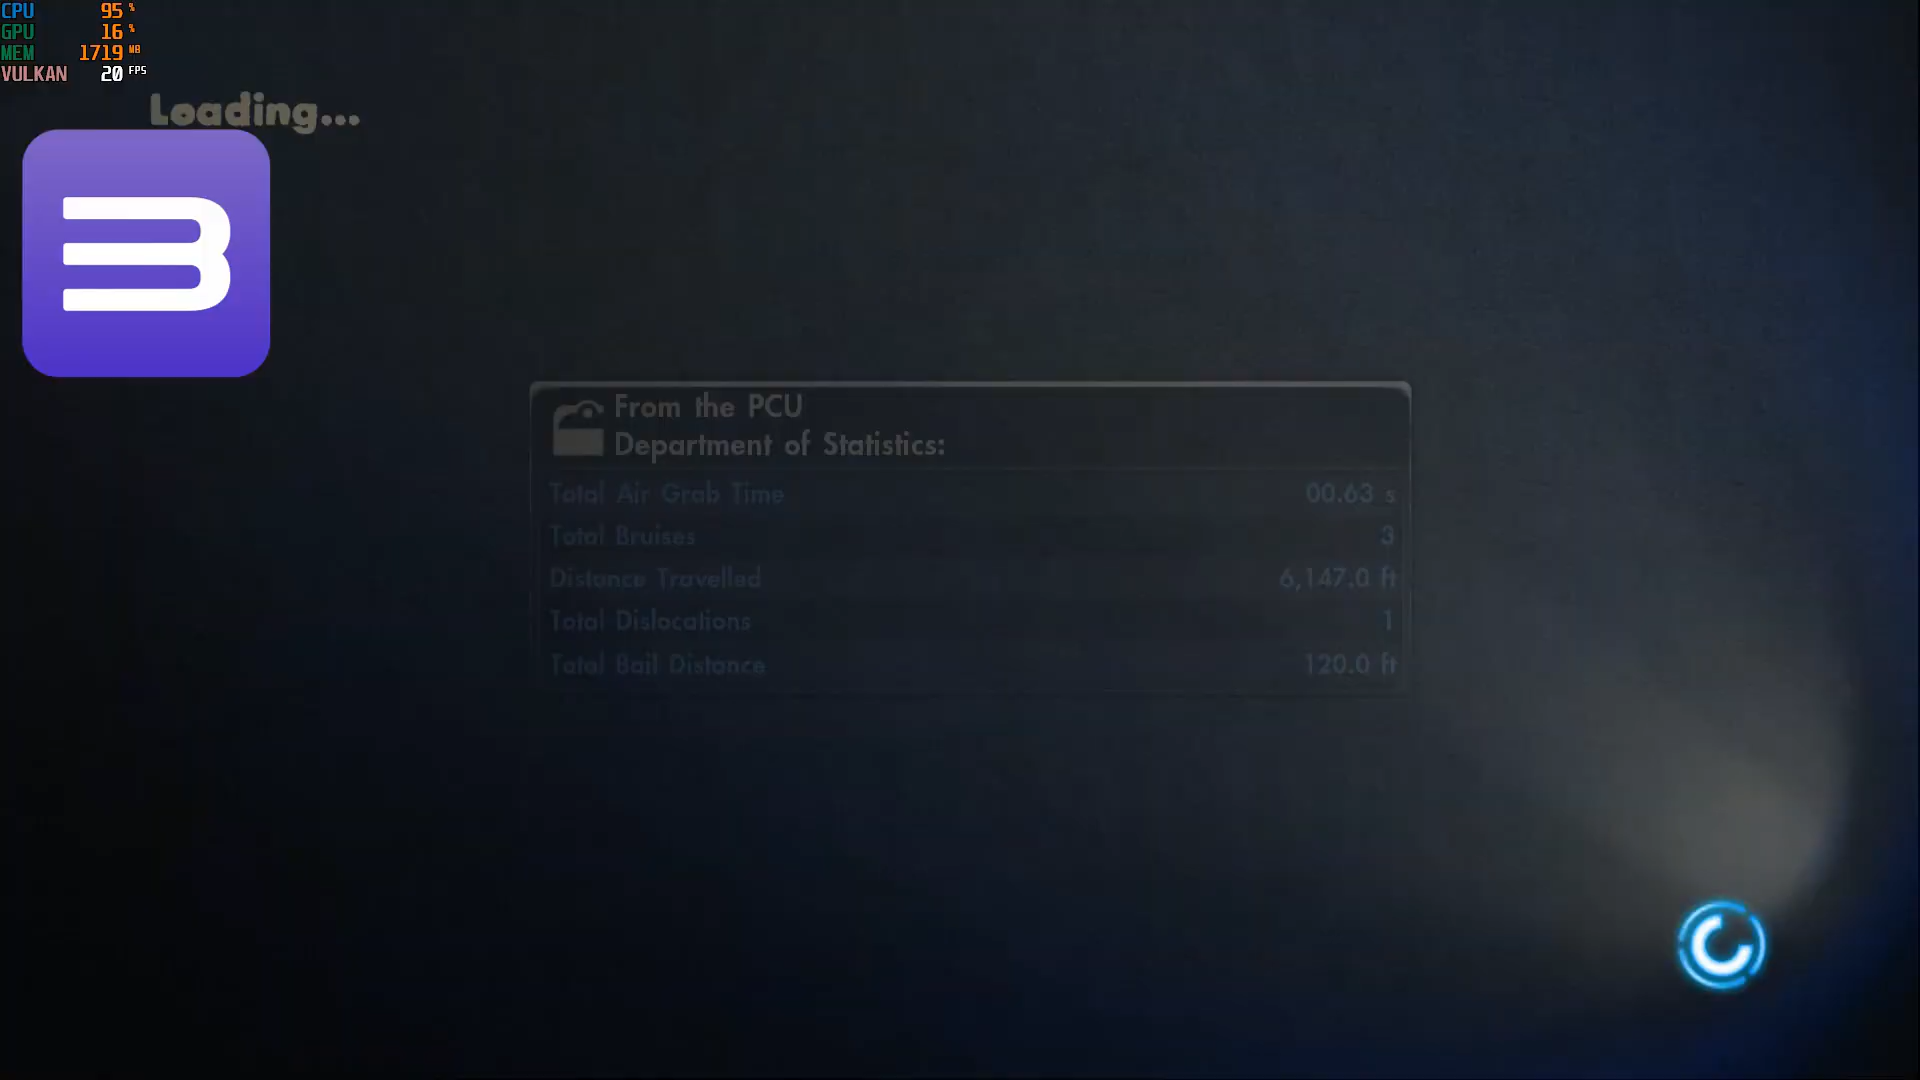 CPU 95 %
GPU 16 %
MEM 1719 MB
VULKAN 20 FPS
Loading...
From the PCU
Department of Statistics:
Total Air Grab Time 00.63 s
Total Bruises 3
Distance Travelled 6,147.0 ft
Total Dislocations 1
Total Bail Distance 120.0 ft